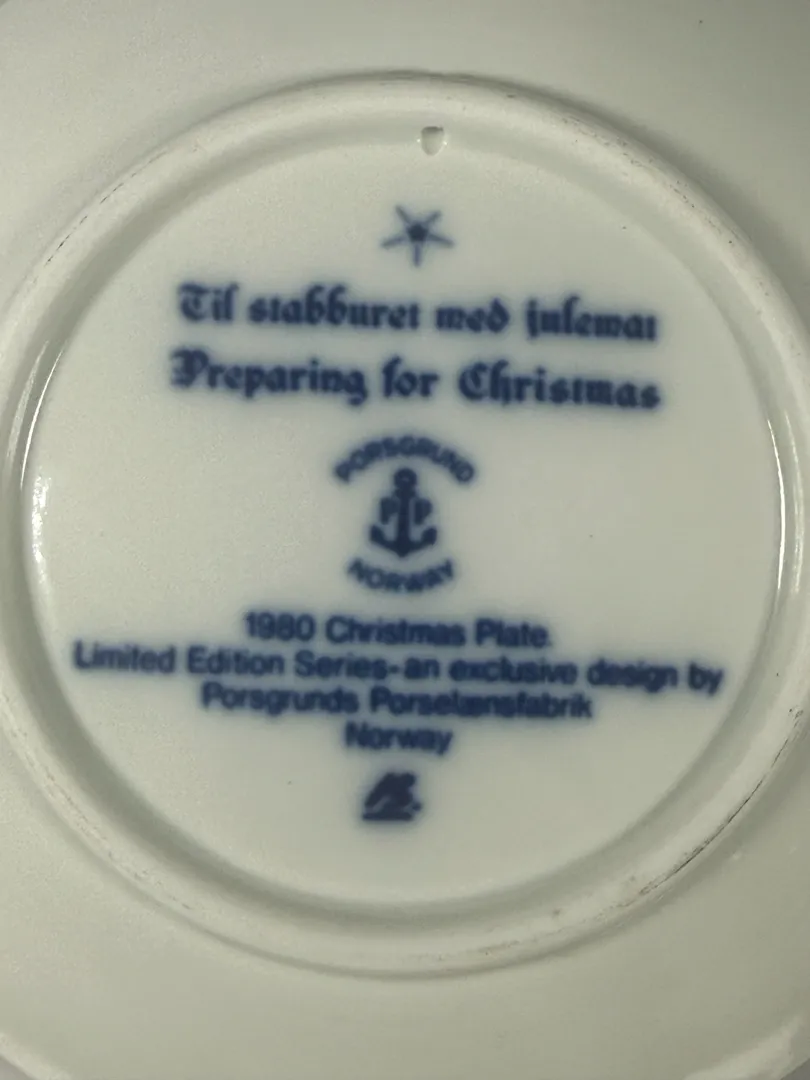 Til stabburet med julemat
Preparing for Christmas
PORSGRUND
P P
NORWAY
1980 Christmas Plate.
Limited Edition Series-an exclusive design by
Porsgrunds Porselænsfabrik
Norway